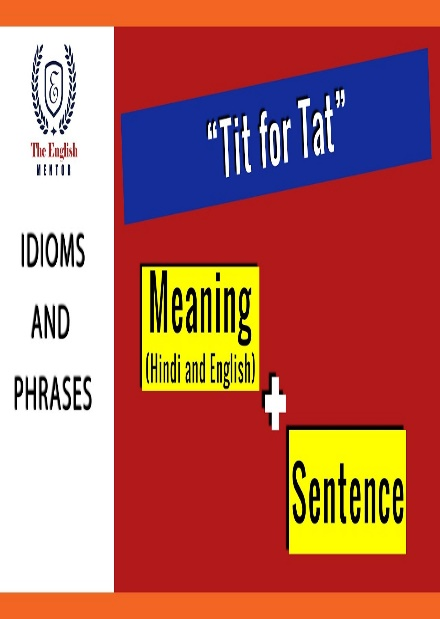 The English
MENTOR
IDIOMS
AND
PHRASES
“Tit for Tat”
Meaning
(Hindi and English)
+
Sentence